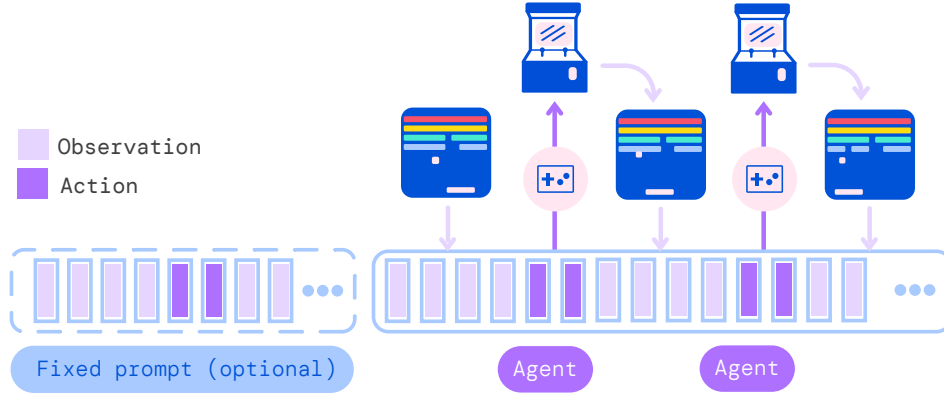 Observation
Action
Fixed prompt (optional)
Agent
Agent